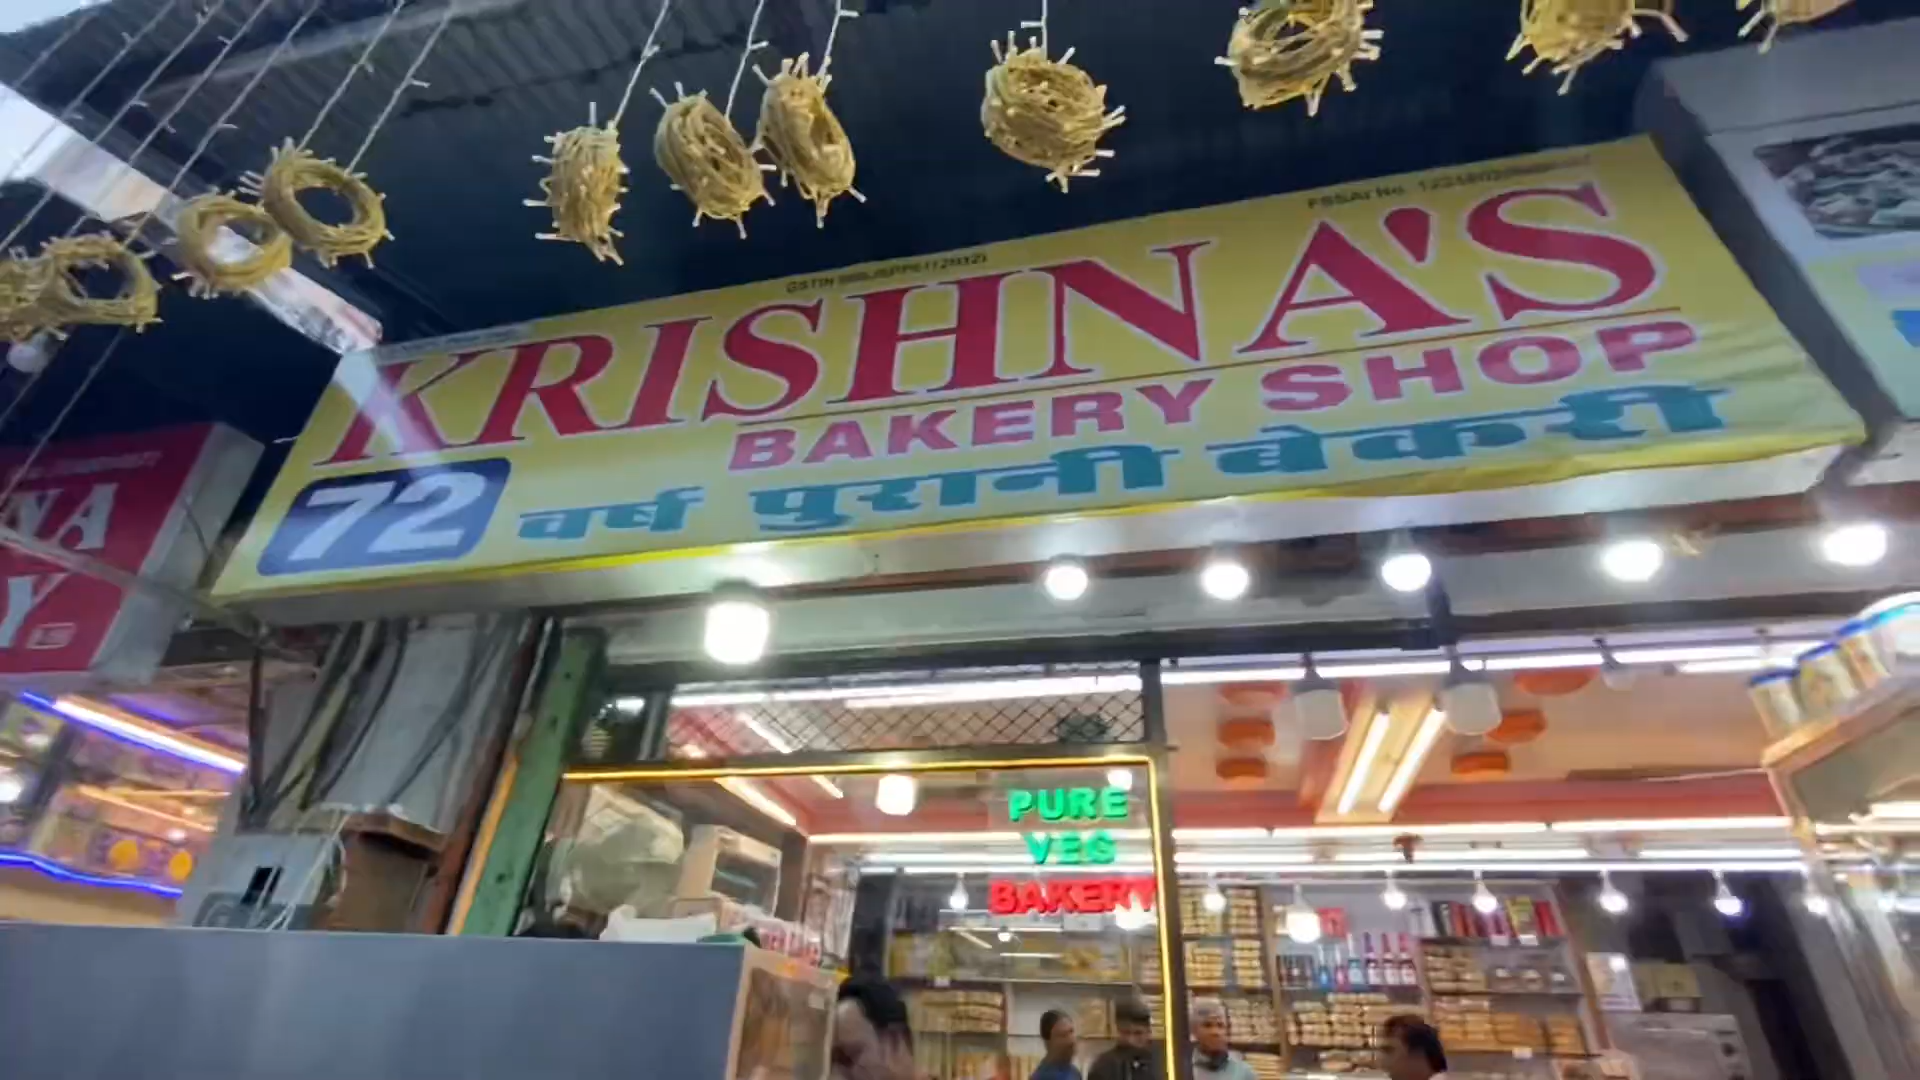 KRISHNA'S
BAKERY SHOP
72 वर्ष पुरानी बेकरी
PURE
VEG
BAKERY